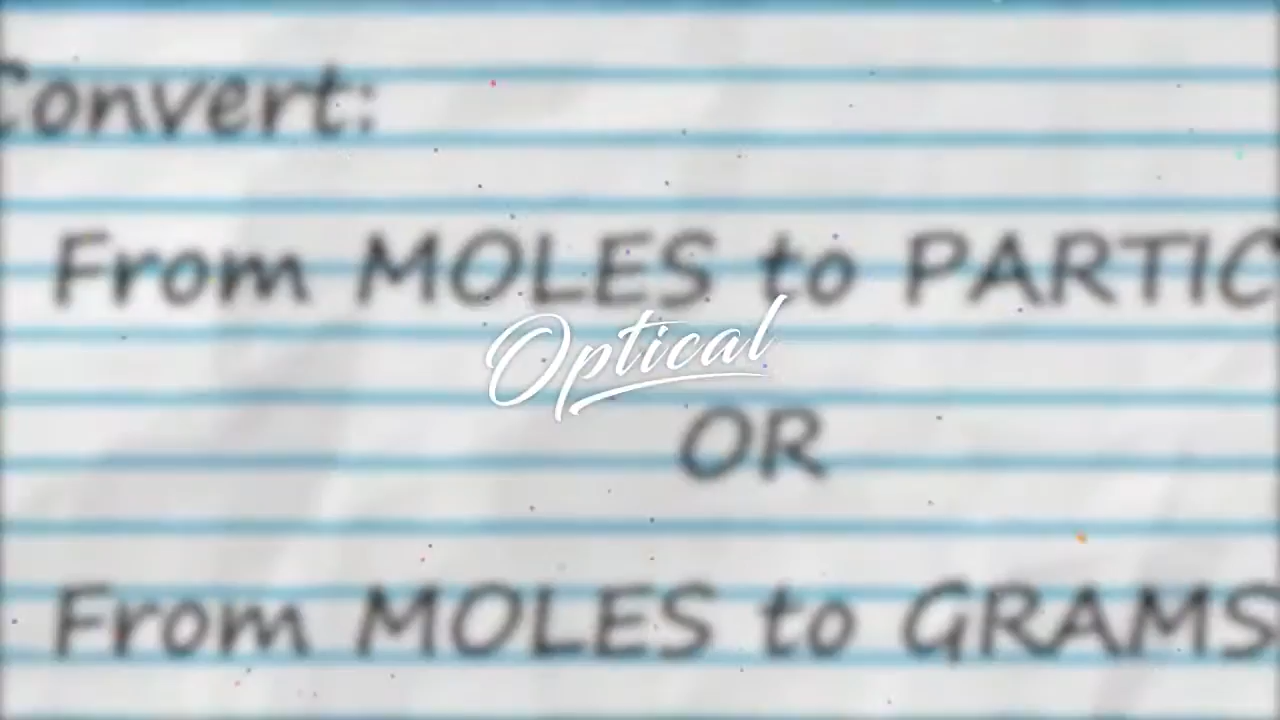 Convert:
From MOLES to PARTIC
Optical
OR
From MOLES to GRAMS